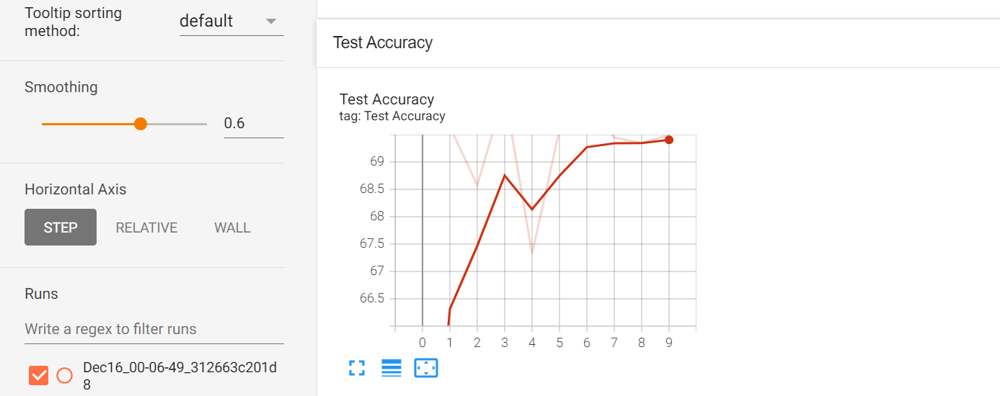 Tooltip sorting
method:
default
Smoothing
0.6
Horizontal Axis
STEP RELATIVE WALL
Runs
Write a regex to filter runs
Dec16_00-06-49_312663c201d
8
Test Accuracy
Test Accuracy
tag: Test Accuracy
69
68.5
68
67.5
67
66.5
0 1 2 3 4 5 6 7 8 9